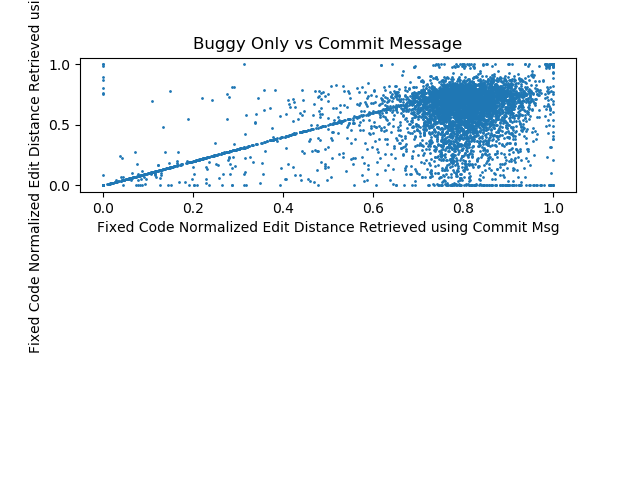 Buggy Only vs Commit Message
Fixed Code Normalized Edit Distance Retrieved usi
1.0
0.5
0.0
0.0 0.2 0.4 0.6 0.8 1.0
Fixed Code Normalized Edit Distance Retrieved using Commit Msg